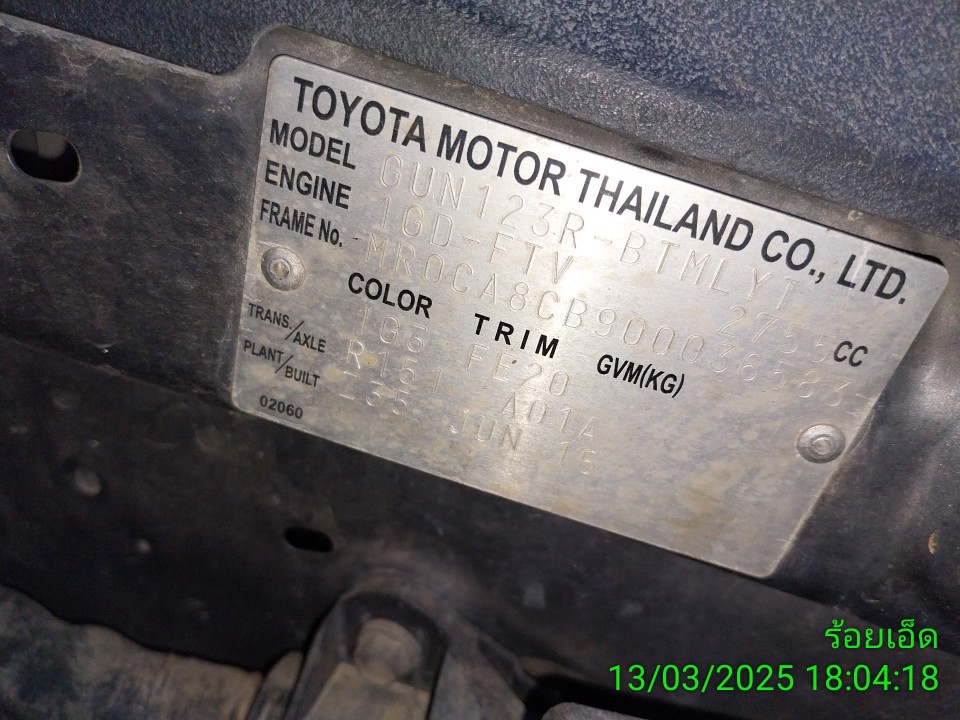 TOYOTA MOTOR THAILAND CO., LTD.
MODEL GUN123R-BTMLYT
ENGINE 1GD-FTV 2755 CC
FRAME No. MR0CA8CB900036583
COLOR TRIM GVM(KG)
1G3 FE20
TRANS./AXLE R151 A01A
PLANT/BUILT JUN 16
02060
ร้อยเอ็ด
13/03/2025 18:04:18